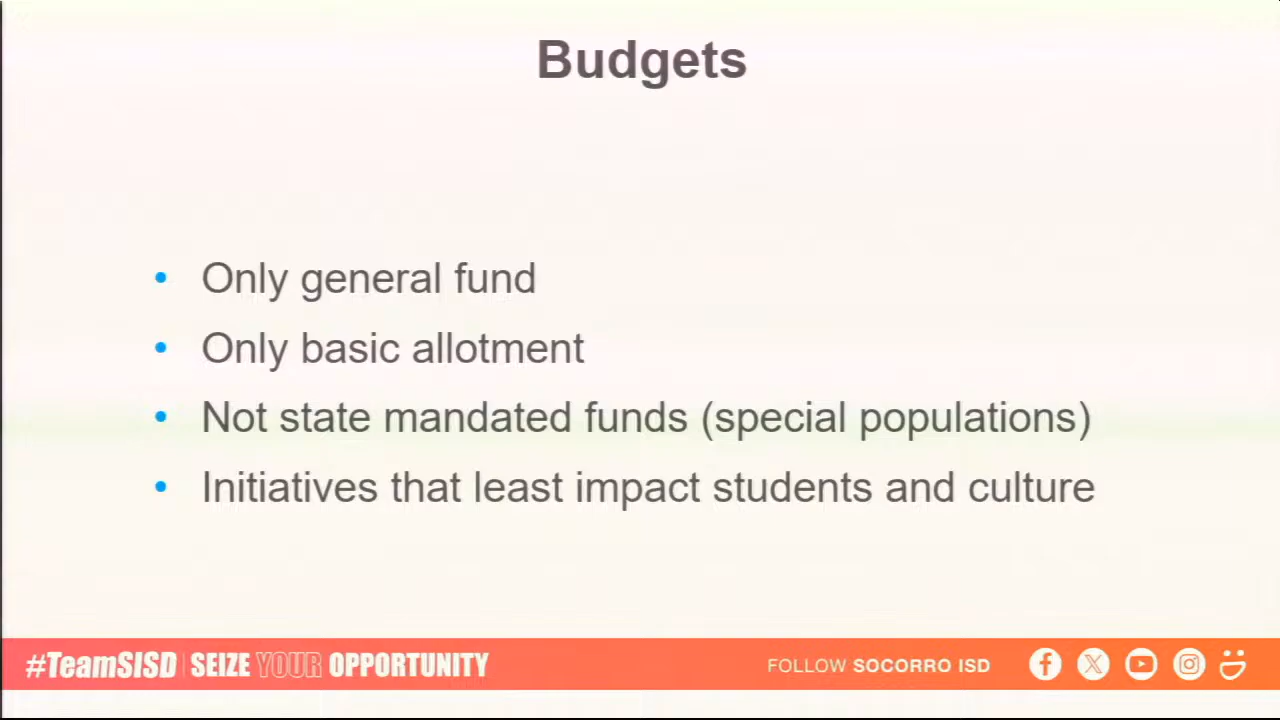 Budgets
• Only general fund
• Only basic allotment
• Not state mandated funds (special populations)
• Initiatives that least impact students and culture
#TeamSISD | SEIZE YOUR OPPORTUNITY
FOLLOW SOCORRO ISD